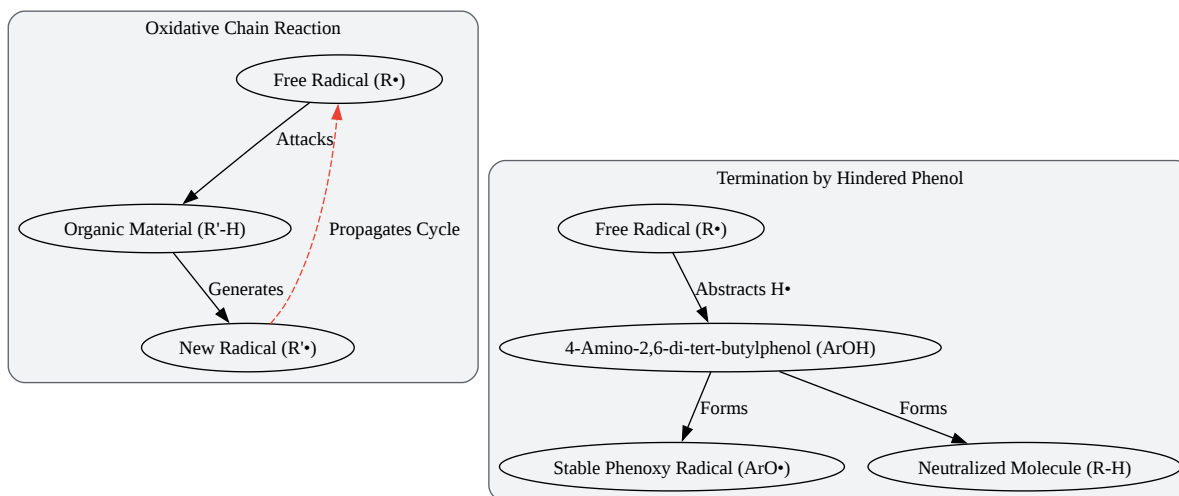 Oxidative Chain Reaction
Free Radical (R•)
Attacks
Organic Material (R'-H)
Propagates Cycle
Generates
New Radical (R'•)
Termination by Hindered Phenol
Free Radical (R•)
Abstracts H•
4-Amino-2,6-di-tert-butylphenol (ArOH)
Forms
Forms
Stable Phenoxy Radical (ArO•)
Neutralized Molecule (R-H)